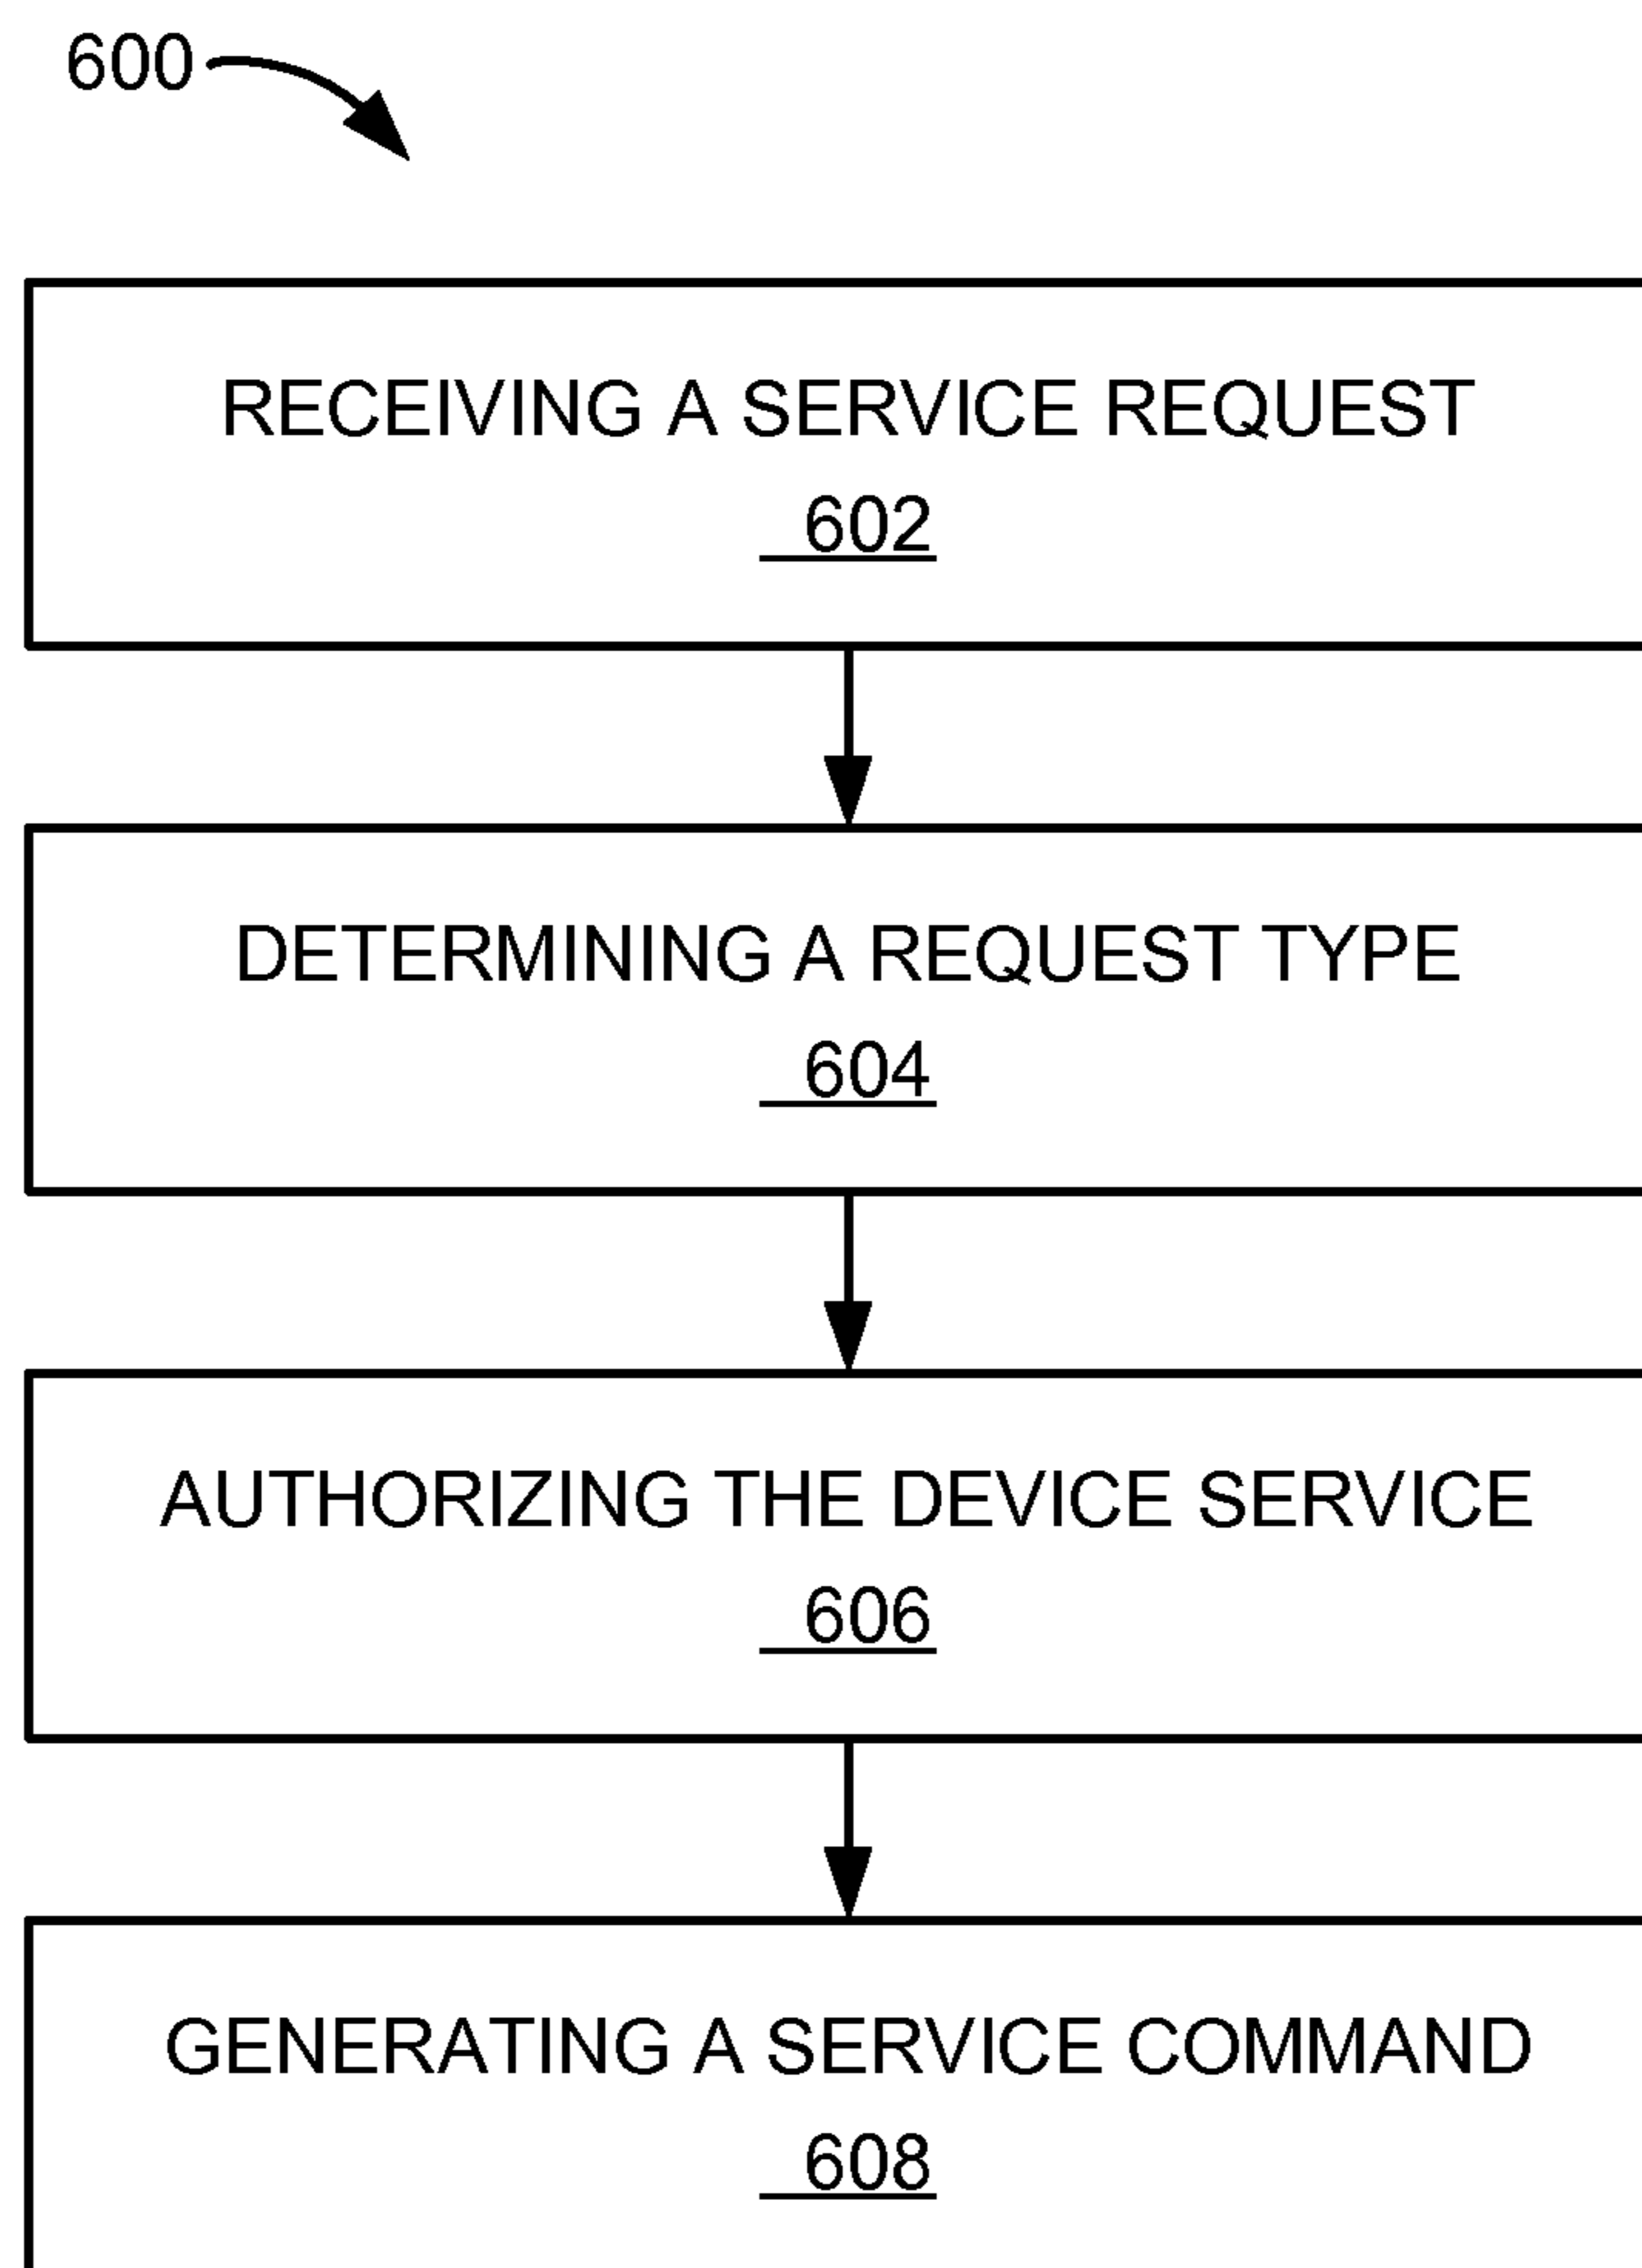 600
RECEIVING A SERVICE REQUEST
602
DETERMINING A REQUEST TYPE
604
AUTHORIZING THE DEVICE SERVICE
606
GENERATING A SERVICE COMMAND
608